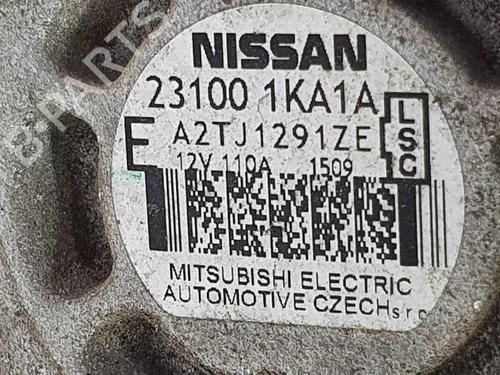 B-PARTS
NISSAN
23100 1KA1A
E A2TJ1291ZE
LSC
12V 110A 1509
MITSUBISHI ELECTRIC
AUTOMOTIVE CZECH s.r.o